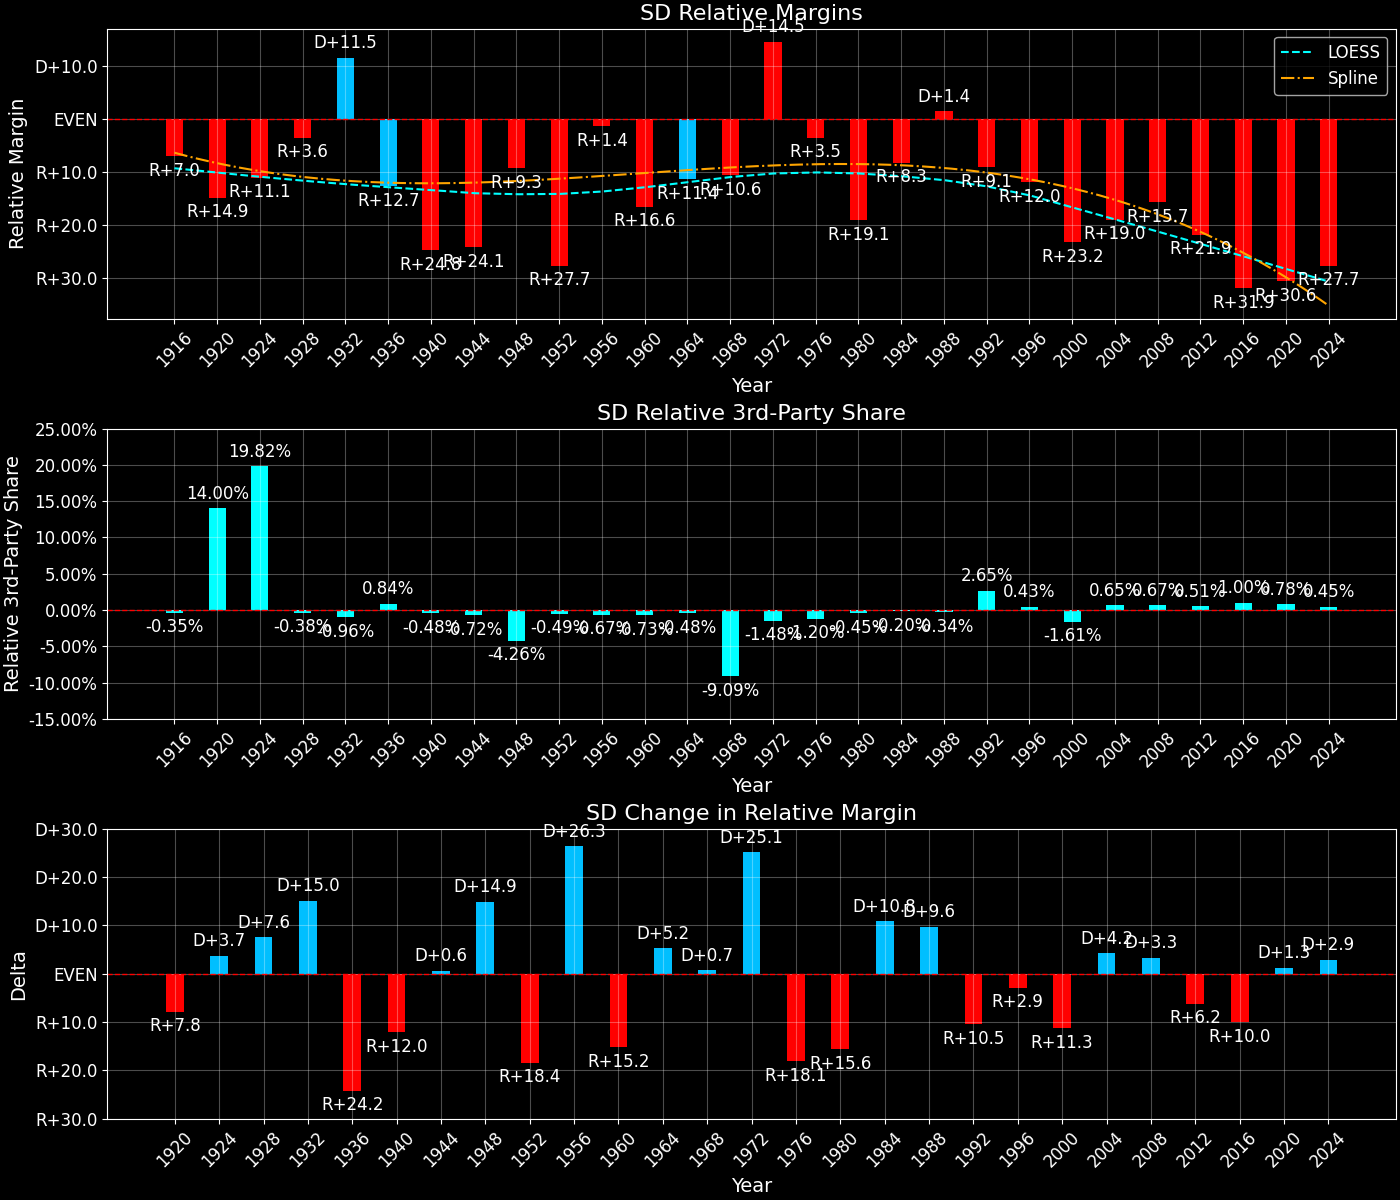 SD Relative Margins
Relative Margin
D+10.0
EVEN
R+10.0
R+20.0
R+30.0
LOESS
Spline
R+7.0
R+14.9
R+11.1
R+3.6
D+11.5
R+12.7
R+24.8
R+24.1
R+9.3
R+27.7
R+1.4
R+16.6
R+11.4
R+10.6
D+14.5
R+3.5
R+19.1
R+8.3
D+1.4
R+9.1
R+12.0
R+23.2
R+19.0
R+15.7
R+21.9
R+31.9
R+30.6
R+27.7
1916 1920 1924 1928 1932 1936 1940 1944 1948 1952 1956 1960 1964 1968 1972 1976 1980 1984 1988 1992 1996 2000 2004 2008 2012 2016 2020 2024
Year
SD Relative 3rd-Party Share
Relative 3rd-Party Share
25.00%
20.00%
15.00%
10.00%
5.00%
0.00%
-5.00%
-10.00%
-15.00%
-0.35%
14.00%
19.82%
-0.38%
-0.96%
0.84%
-0.48%
-0.72%
-4.26%
-0.49%
-0.67%
-0.73%
-0.48%
-9.09%
-1.48%
-1.20%
-0.45%
-0.20%
-0.34%
2.65%
0.43%
-1.61%
0.65%
0.67%
0.51%
1.00%
0.78%
0.45%
1916 1920 1924 1928 1932 1936 1940 1944 1948 1952 1956 1960 1964 1968 1972 1976 1980 1984 1988 1992 1996 2000 2004 2008 2012 2016 2020 2024
Year
SD Change in Relative Margin
Delta
D+30.0
D+20.0
D+10.0
EVEN
R+10.0
R+20.0
R+30.0
R+7.8
D+3.7
D+7.6
D+15.0
R+24.2
R+12.0
D+0.6
D+14.9
R+18.4
D+26.3
R+15.2
D+5.2
D+0.7
D+25.1
R+18.1
R+15.6
D+10.8
D+9.6
R+10.5
R+2.9
R+11.3
D+4.2
D+3.3
R+6.2
R+10.0
D+1.3
D+2.9
1920 1924 1928 1932 1936 1940 1944 1948 1952 1956 1960 1964 1968 1972 1976 1980 1984 1988 1992 1996 2000 2004 2008 2012 2016 2020 2024
Year